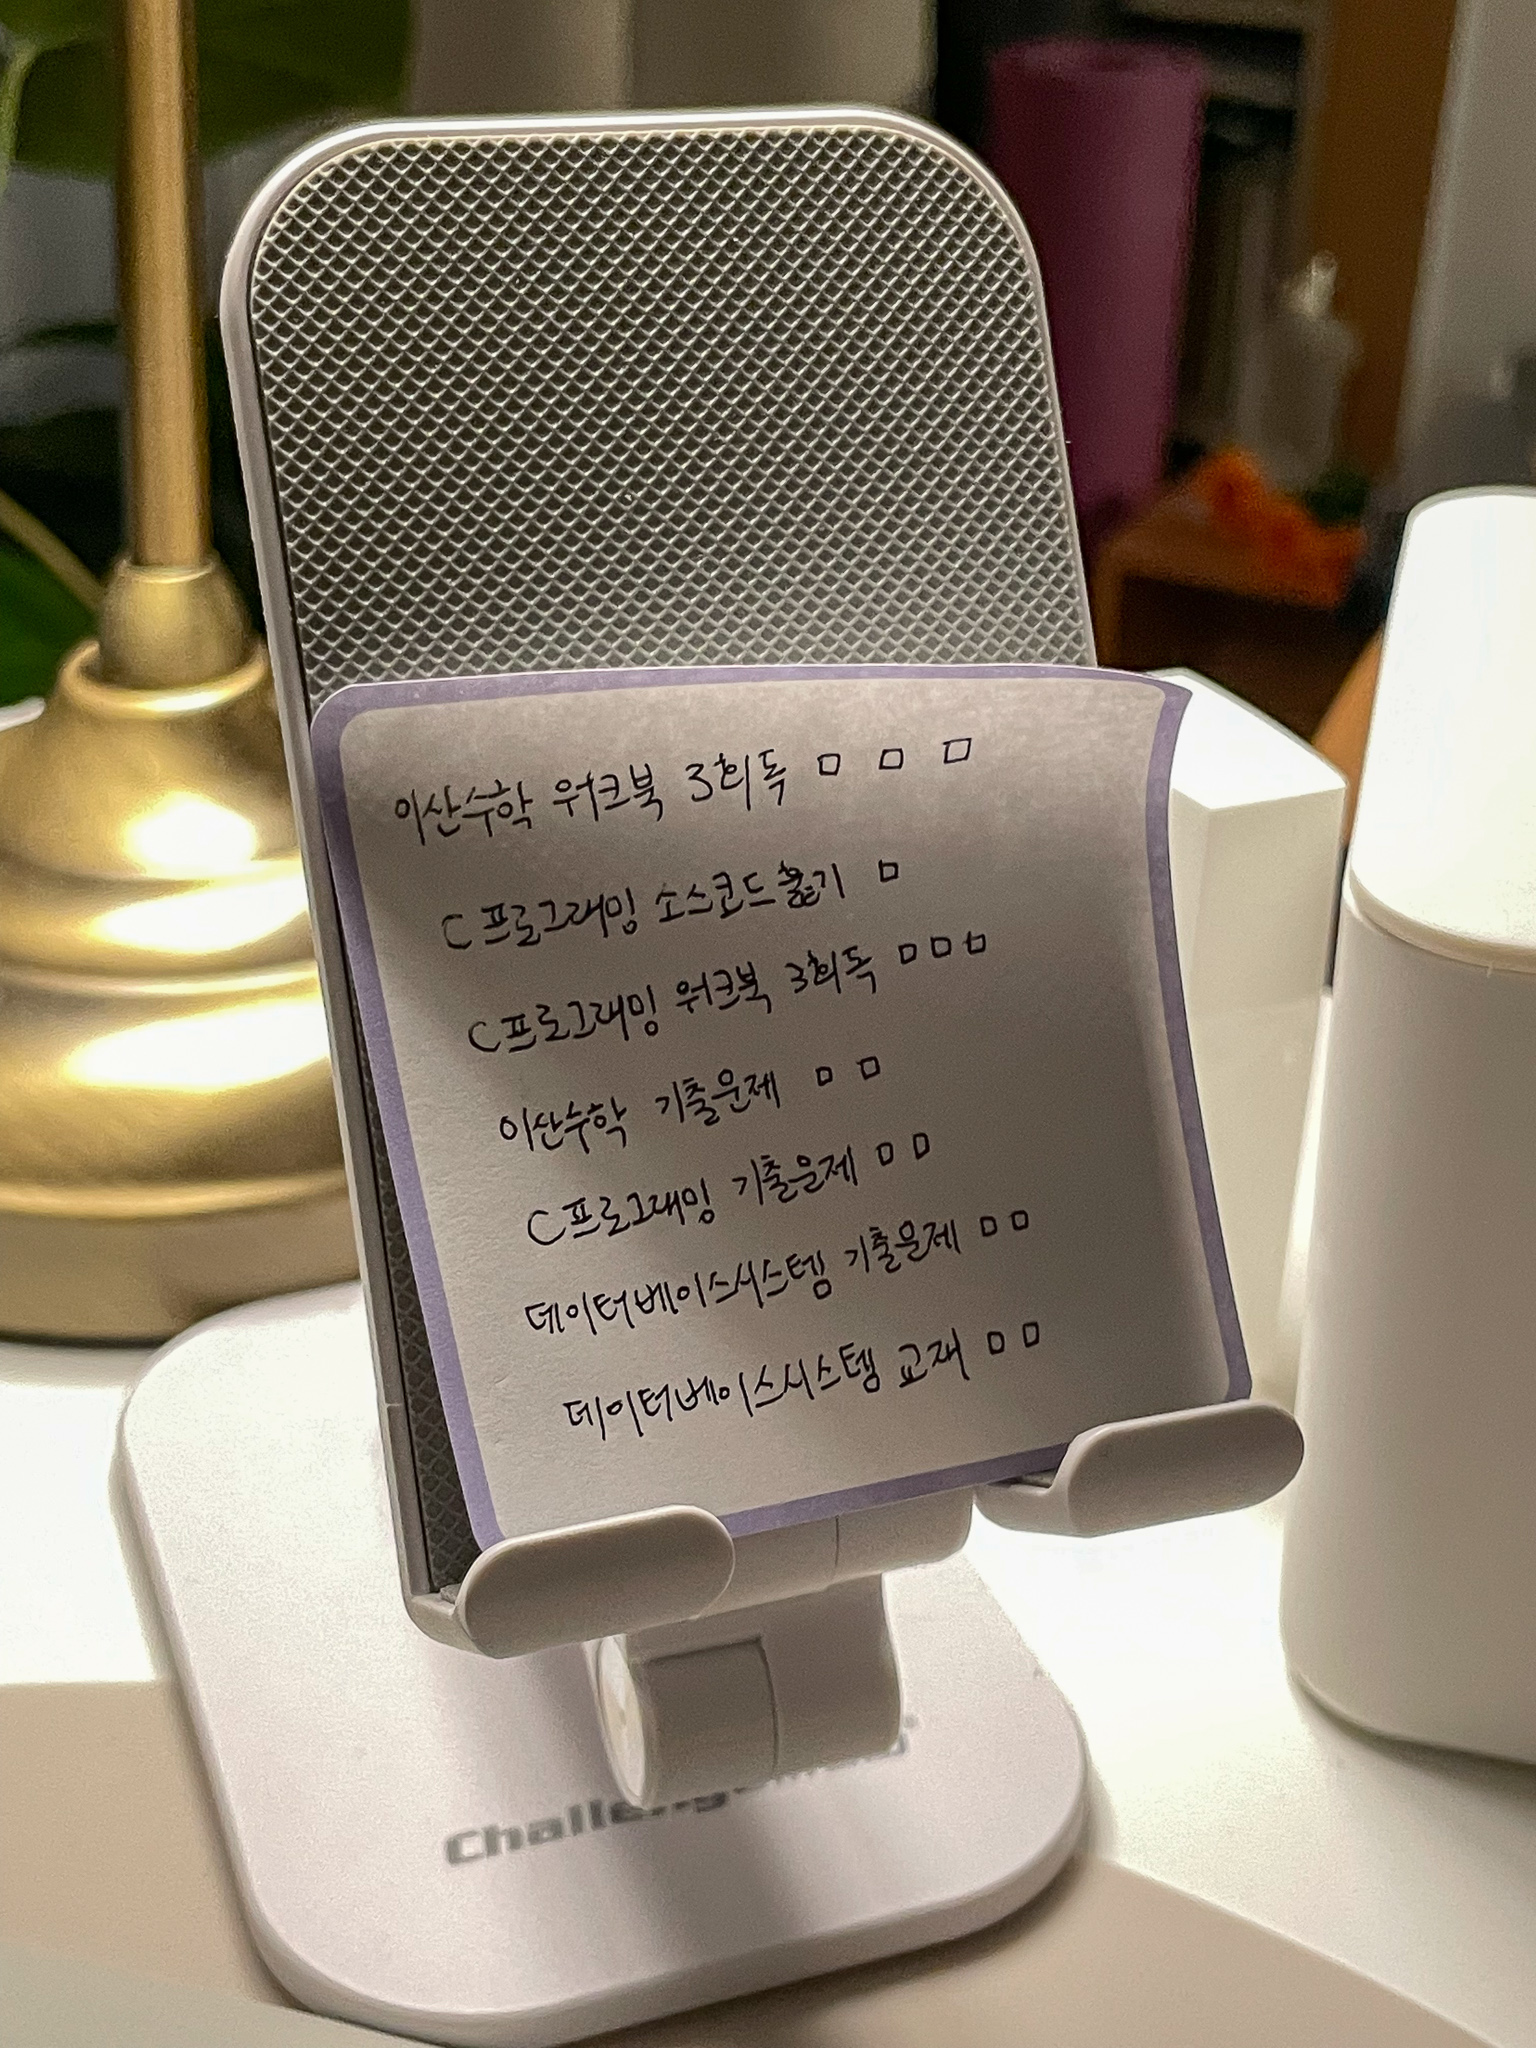 이산수학 워크북 3회독 □ □ □
C프로그래밍 소스코드훑기 □
C프로그래밍 워크북 3회독 □□□
이산수학 기출문제 □ □
C프로그래밍 기출문제 □ □
데이터베이스시스템 기출문제 □ □
데이터베이스시스템 교재 □ □